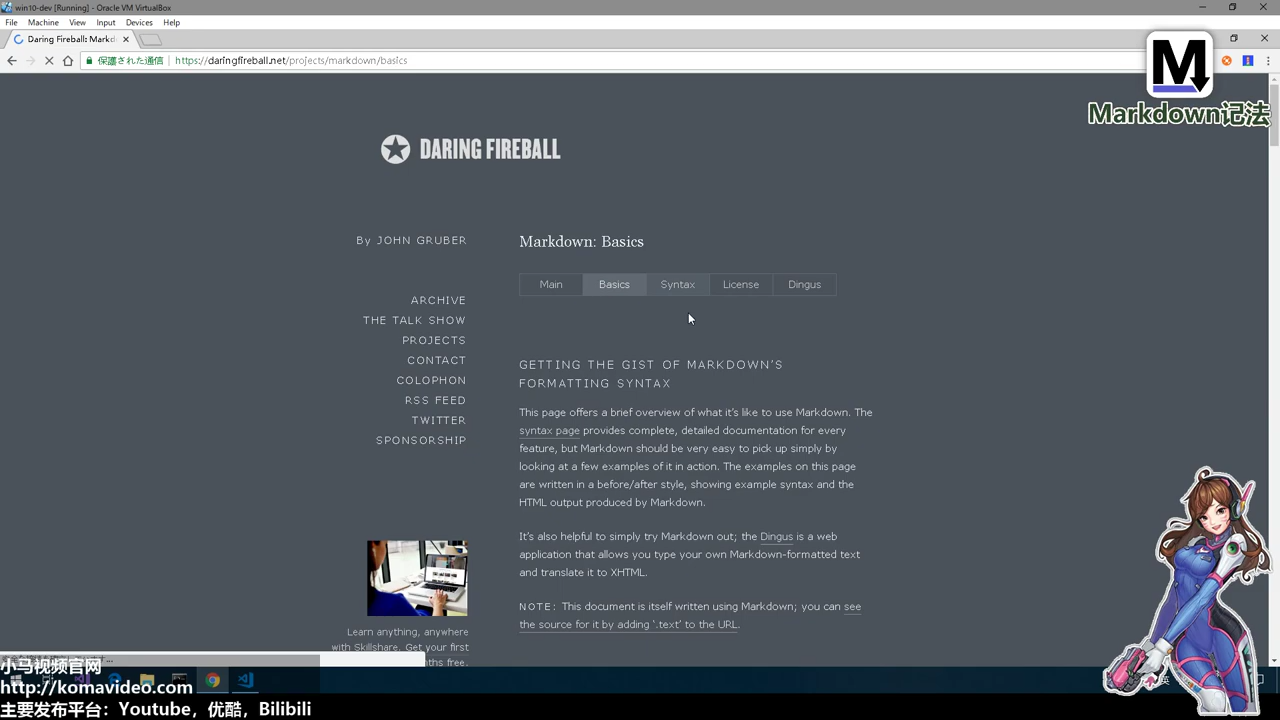 win10-dev [Running] - Oracle VM VirtualBox
File Machine View Input Devices Help
Daring Fireball: Markd
保護された通信 https://daringfireball.net/projects/markdown/basics
M
Markdown记法
DARING FIREBALL
By JOHN GRUBER
ARCHIVE
THE TALK SHOW
PROJECTS
CONTACT
COLOPHON
RSS FEED
TWITTER
SPONSORSHIP
Learn anything, anywhere
with Skillshare. Get your first
free.
Markdown: Basics
Main Basics Syntax License Dingus
GETTING THE GIST OF MARKDOWN'S
FORMATTING SYNTAX
This page offers a brief overview of what it's like to use Markdown. The
syntax page provides complete, detailed documentation for every
feature, but Markdown should be very easy to pick up simply by
looking at a few examples of it in action. The examples on this page
are written in a before/after style, showing example syntax and the
HTML output produced by Markdown.
It's also helpful to simply try Markdown out; the Dingus is a web
application that allows you type your own Markdown-formatted text
and translate it to XHTML.
NOTE: This document is itself written using Markdown; you can see
the source for it by adding '.text' to the URL.
小马视频官网
http://komavideo.com
主要发布平台：Youtube，优酷，Bilibili